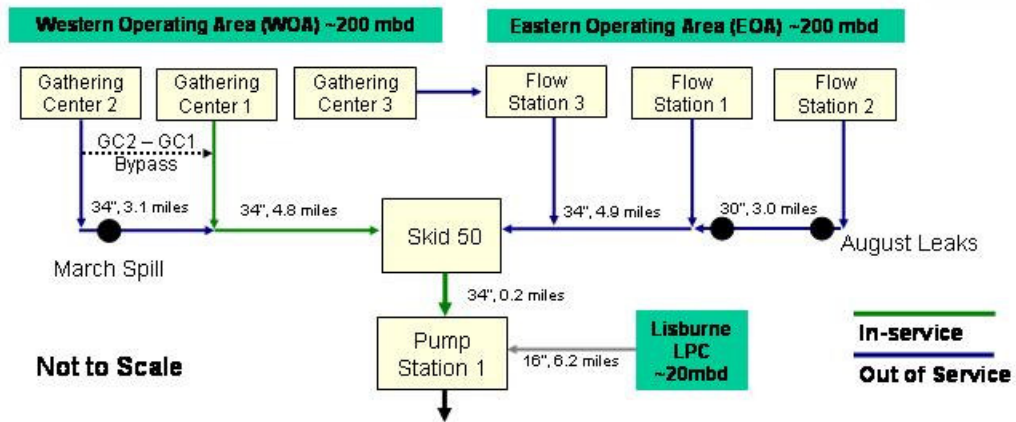 Western Operating Area (WOA) ~200 mbd
Eastern Operating Area (EOA) ~200 mbd
Gathering
Center 2
Gathering
Center 1
Gathering
Center 3
Flow
Station 3
Flow
Station 1
Flow
Station 2
GC2 – GC1
Bypass
34", 3.1 miles
34", 4.8 miles
34", 4.9 miles
30", 3.0 miles
Skid 50
March Spill
August Leaks
34", 0.2 miles
Pump
Station 1
16", 6.2 miles
Lisburne
LPC
~20mbd
In-service
Out of Service
Not to Scale